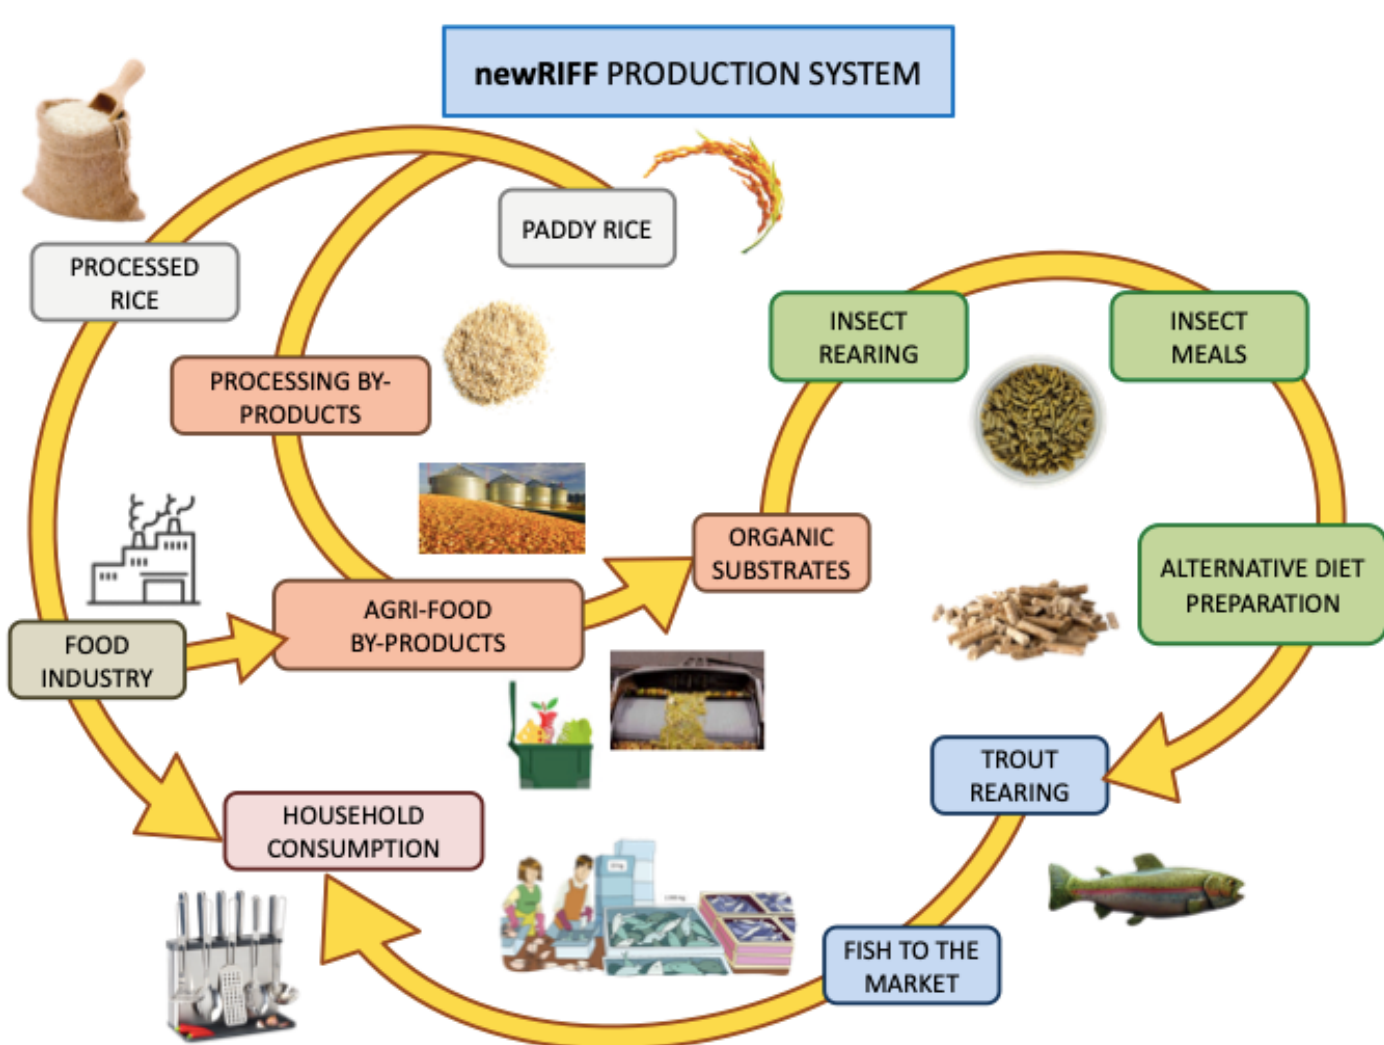 newRIFF PRODUCTION SYSTEM
PADDY RICE
PROCESSED
RICE
PROCESSING BY-
PRODUCTS
INSECT
REARING
INSECT
MEALS
ORGANIC
SUBSTRATES
ALTERNATIVE DIET
PREPARATION
AGRI-FOOD
BY-PRODUCTS
FOOD
INDUSTRY
TROUT
REARING
HOUSEHOLD
CONSUMPTION
FISH TO THE
MARKET